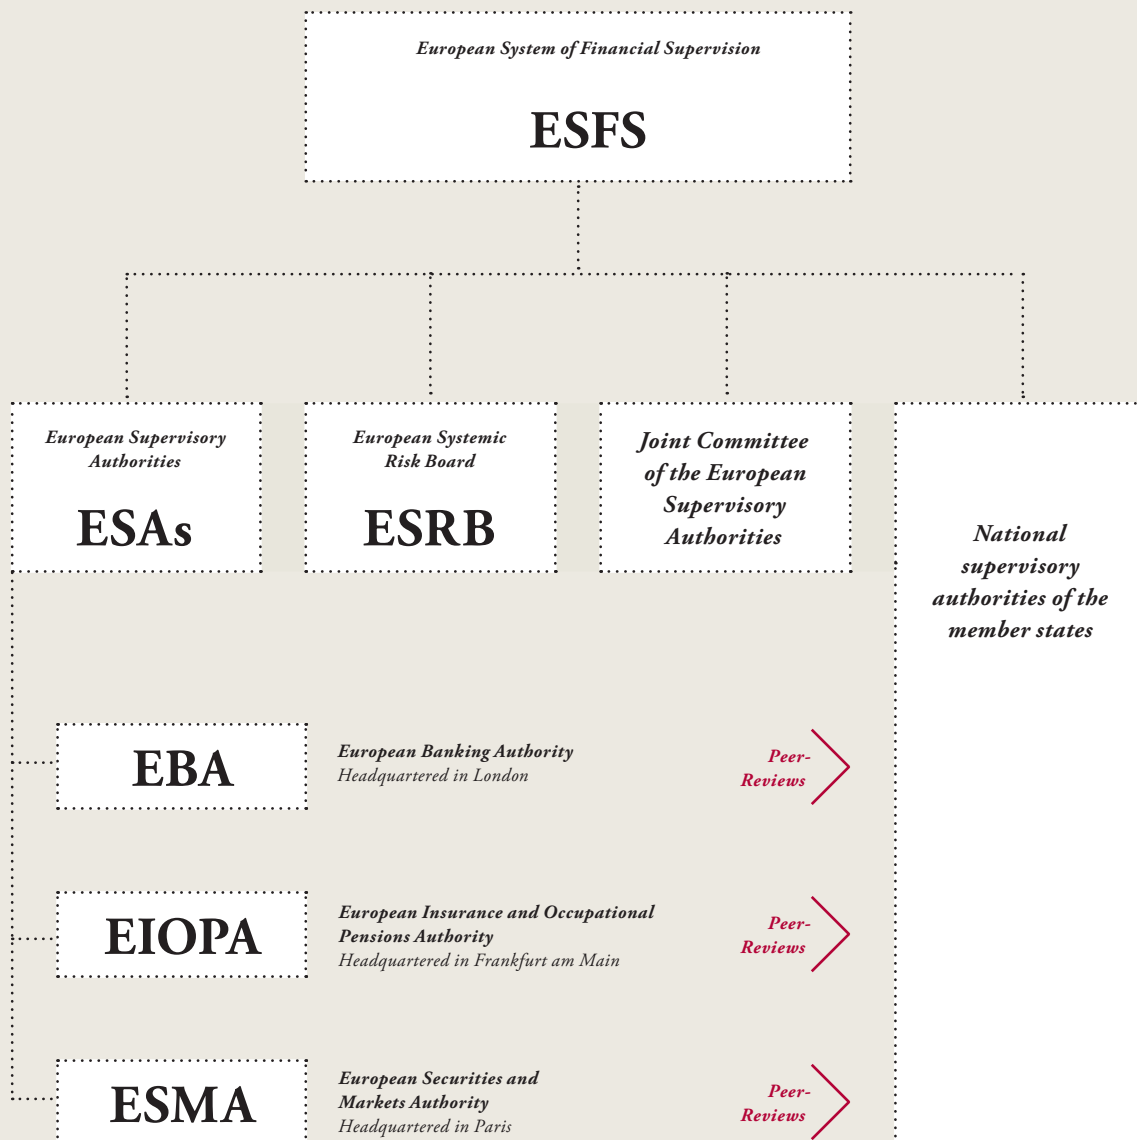 European System of Financial Supervision
ESFS
European Supervisory
Authorities
ESAs
European Systemic
Risk Board
ESRB
Joint Committee
of the European
Supervisory
Authorities
National
supervisory
authorities of the
member states
EBA
European Banking Authority
Headquartered in London
Peer-
Reviews
EIOPA
European Insurance and Occupational
Pensions Authority
Headquartered in Frankfurt am Main
Peer-
Reviews
ESMA
European Securities and
Markets Authority
Headquartered in Paris
Peer-
Reviews